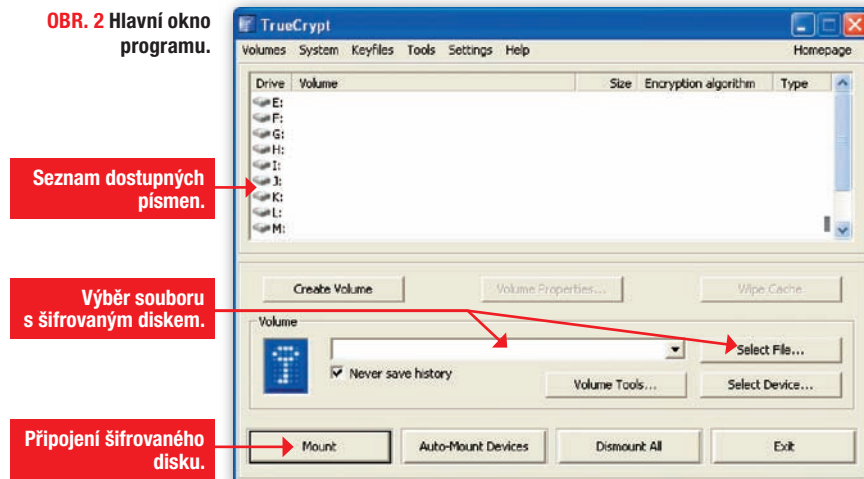 OBR. 2 Hlavní okno
programu.
TrueCrypt
Volumes System Keyfiles Tools Settings Help Homepage
Drive Volume Size Encryption algorithm Type
E:
F:
G:
H:
I:
J:
K:
L:
M:
Seznam dostupných
písmen.
Create Volume Volume Properties... Wipe Cache
Výběr souboru
s šifrovaným diskem.
Volume
Select File...
Never save history
Volume Tools... Select Device...
Připojení šifrovaného
disku.
Mount Auto-Mount Devices Dismount All Exit